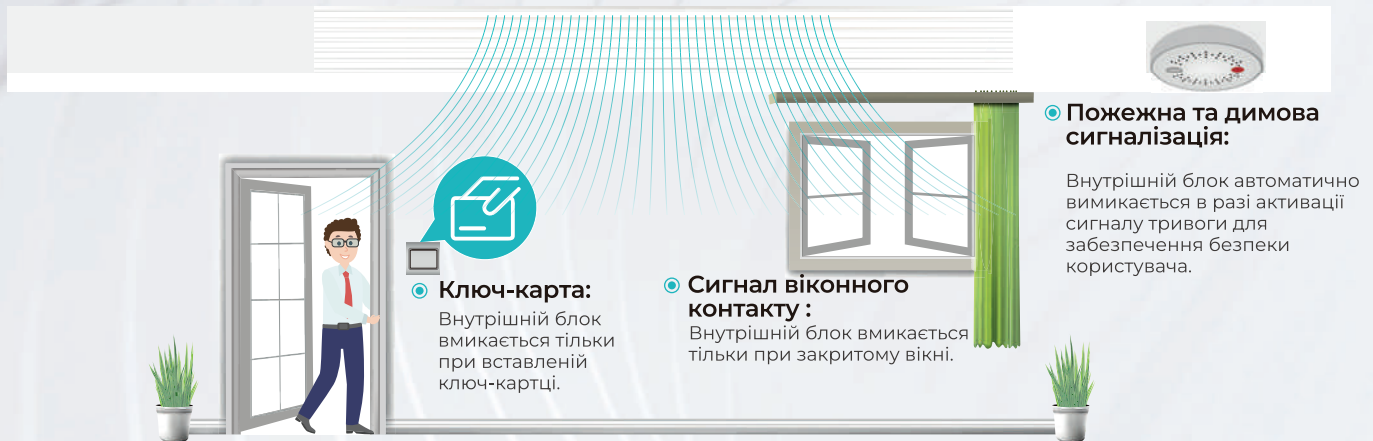 Пожежна та димова
сигналізація:
Внутрішній блок автоматично
вимикається в разі активації
сигналу тривоги для
забезпечення безпеки
користувача.
Ключ-карта:
Внутрішній блок
вмикається тільки
при вставленій
ключ-картці.
Сигнал віконного
контакту :
Внутрішній блок вмикається
тільки при закритому вікні.